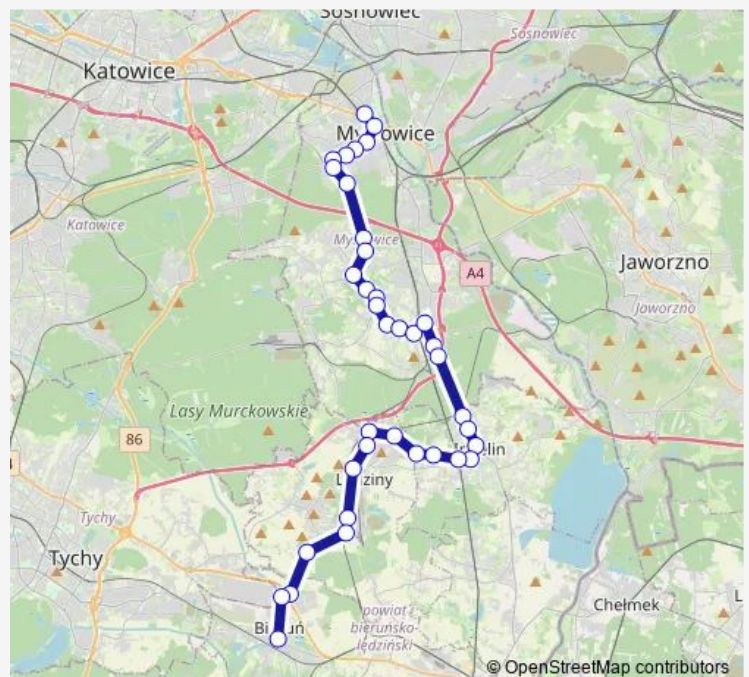 Sosnowiec
Sosnowiec
Katowice
Mysłowice
Katowice
Mysłowice
Jaworzno
A4
Jaworzno
Lasy Murckowskie
86
Tychy
Tychy
Chełmek
powiat
bieruńsko-
lędziński
© OpenStreetMap contributors